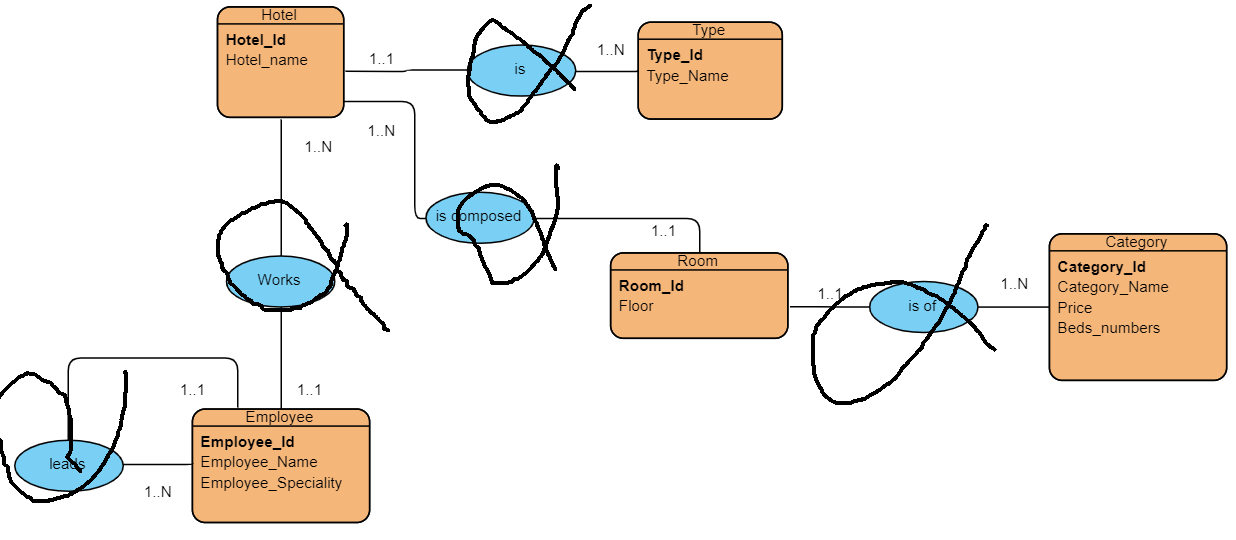 Hotel
Hotel_Id
Hotel_name
1..1
is
1..N
Type
Type_Id
Type_Name
1..N
1..N
is composed
1..1
Room
Room_Id
Floor
1..1
is of
1..N
Category
Category_Id
Category_Name
Price
Beds_numbers
Works
1..1
1..1
Employee
Employee_Id
Employee_Name
Employee_Speciality
leads
1..N